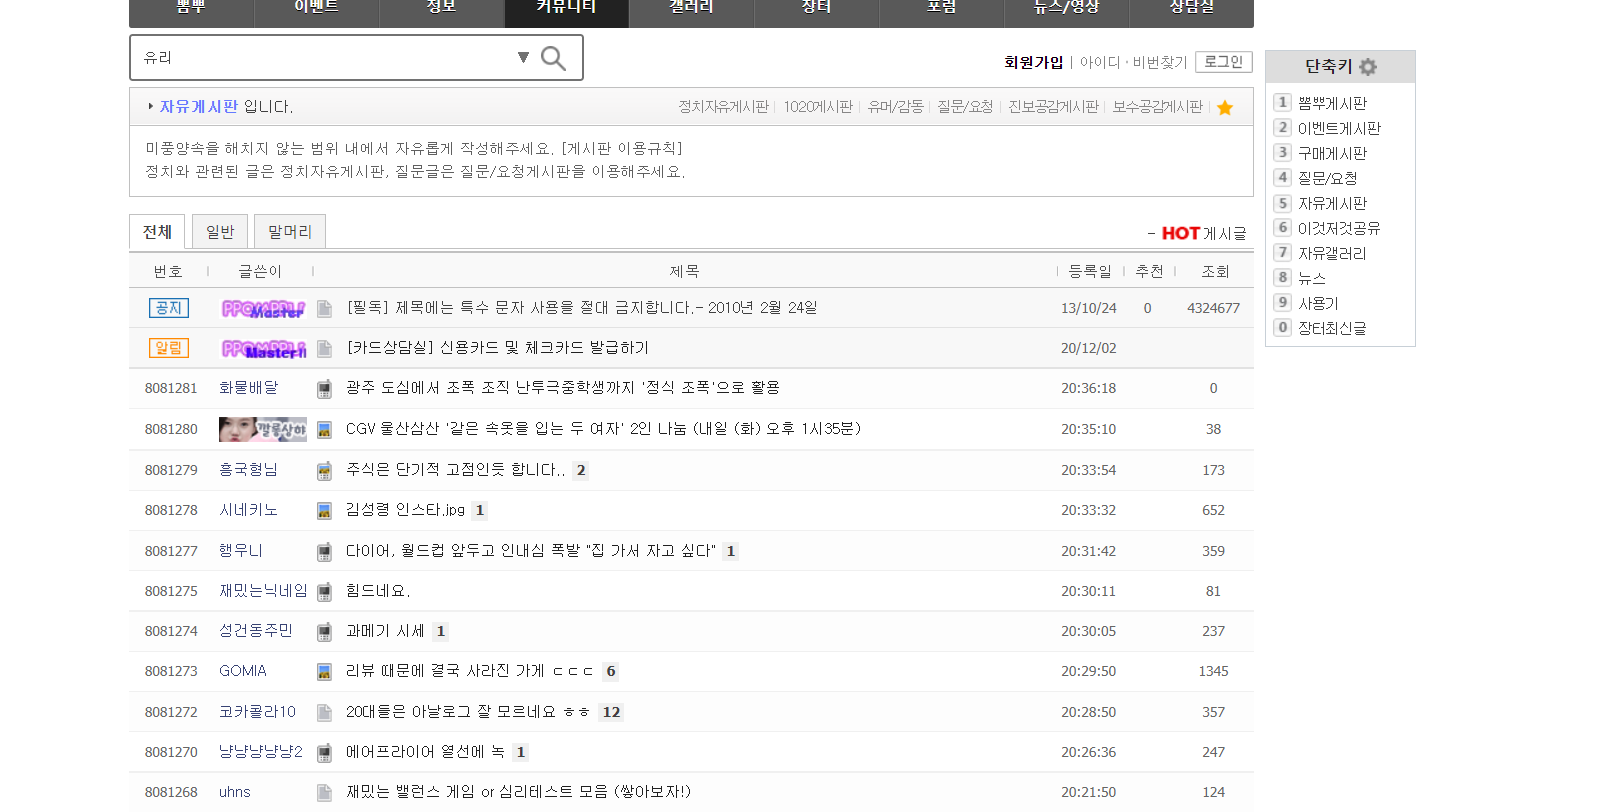 뽐뿌 이벤트 정보 커뮤니티 갤러리 장터 포럼 뉴스/영상 상담실
유리 ▼
회원가입 | 아이디 · 비번찾기 로그인
자유게시판 입니다.
정치자유게시판 | 1020게시판 | 유머/감동 | 질문/요청 | 진보공감게시판 | 보수공감게시판
미풍양속을 해치지 않는 범위 내에서 자유롭게 작성해주세요. [게시판 이용규칙]
정치와 관련된 글은 정치자유게시판, 질문글은 질문/요청게시판을 이용해주세요.
전체 일반 말머리
- HOT게시글
번호 글쓴이 제목 등록일 추천 조회
공지 [필독] 제목에는 특수 문자 사용을 절대 금지합니다.- 2010년 2월 24일 13/10/24 0 4324677
알림 [카드상담실] 신용카드 및 체크카드 발급하기 20/12/02
8081281 화물배달 광주 도심에서 조폭 조직 난투극중학생까지 '정식 조폭'으로 활용 20:36:18 0
8081280 깔롱상하 CGV 울산삼산 '같은 속옷을 입는 두 여자' 2인 나눔 (내일 (화) 오후 1시35분) 20:35:10 38
8081279 흥국형님 주식은 단기적 고점인듯 합니다.. 2 20:33:54 173
8081278 시네키노 김성령 인스타.jpg 1 20:33:32 652
8081277 행우니 다이어, 월드컵 앞두고 인내심 폭발 "집 가서 자고 싶다" 1 20:31:42 359
8081275 재밌는닉네임 힘드네요. 20:30:11 81
8081274 성건동주민 과메기 시세 1 20:30:05 237
8081273 GOMIA 리뷰 때문에 결국 사라진 가게 ㄷㄷㄷ 6 20:29:50 1345
8081272 코카콜라10 20대들은 아날로그 잘 모르네요 ㅎㅎ 12 20:28:50 357
8081270 냥냥냥냥냥2 에어프라이어 열선에 녹 1 20:26:36 247
8081268 uhns 재밌는 밸런스 게임 or 심리테스트 모음 (쌓아보자!) 20:21:50 124
단축키
1 뽐뿌게시판
2 이벤트게시판
3 구매게시판
4 질문/요청
5 자유게시판
6 이것저것공유
7 자유갤러리
8 뉴스
9 사용기
0 장터최신글